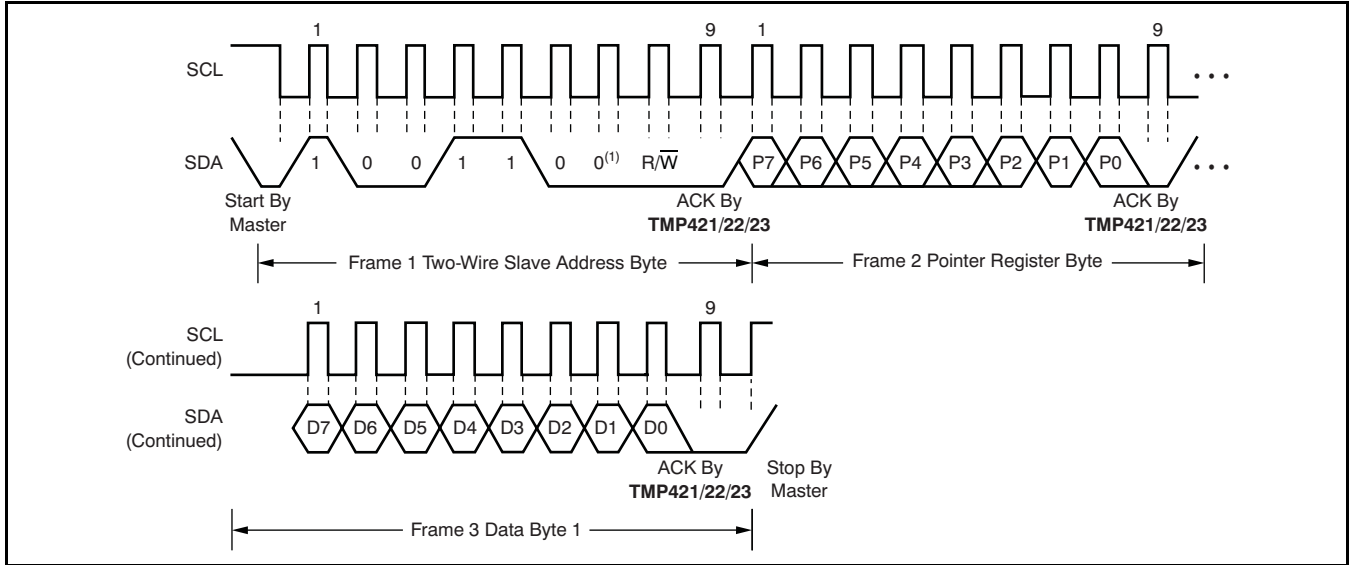 1 9 1 9
SCL
SDA 1 0 0 1 1 0 0(1) R/W̅ P7 P6 P5 P4 P3 P2 P1 P0
Start By Master
ACK By TMP421/22/23
ACK By TMP421/22/23
Frame 1 Two-Wire Slave Address Byte
Frame 2 Pointer Register Byte
1 9
SCL (Continued)
SDA (Continued) D7 D6 D5 D4 D3 D2 D1 D0
ACK By TMP421/22/23
Stop By Master
Frame 3 Data Byte 1